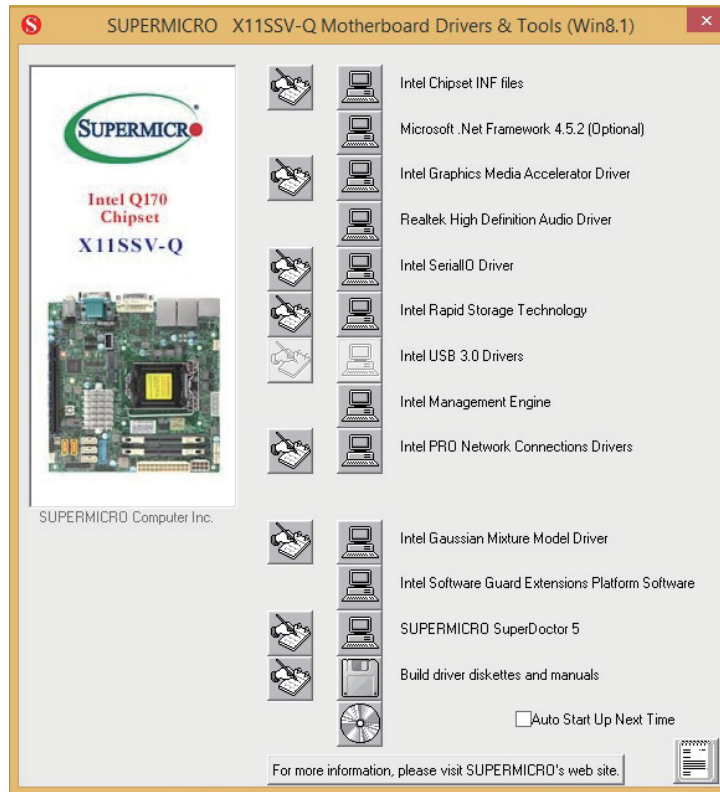 SUPERMICRO X11SSV-Q Motherboard Drivers & Tools (Win8.1)
SUPERMICRO
Intel Q170
Chipset
X11SSV-Q
SUPERMICRO Computer Inc.
Intel Chipset INF files
Microsoft .Net Framework 4.5.2 (Optional)
Intel Graphics Media Accelerator Driver
Realtek High Definition Audio Driver
Intel SerialIO Driver
Intel Rapid Storage Technology
Intel USB 3.0 Drivers
Intel Management Engine
Intel PRO Network Connections Drivers
Intel Gaussian Mixture Model Driver
Intel Software Guard Extensions Platform Software
SUPERMICRO SuperDoctor 5
Build driver diskettes and manuals
Auto Start Up Next Time
For more information, please visit SUPERMICRO's web site.